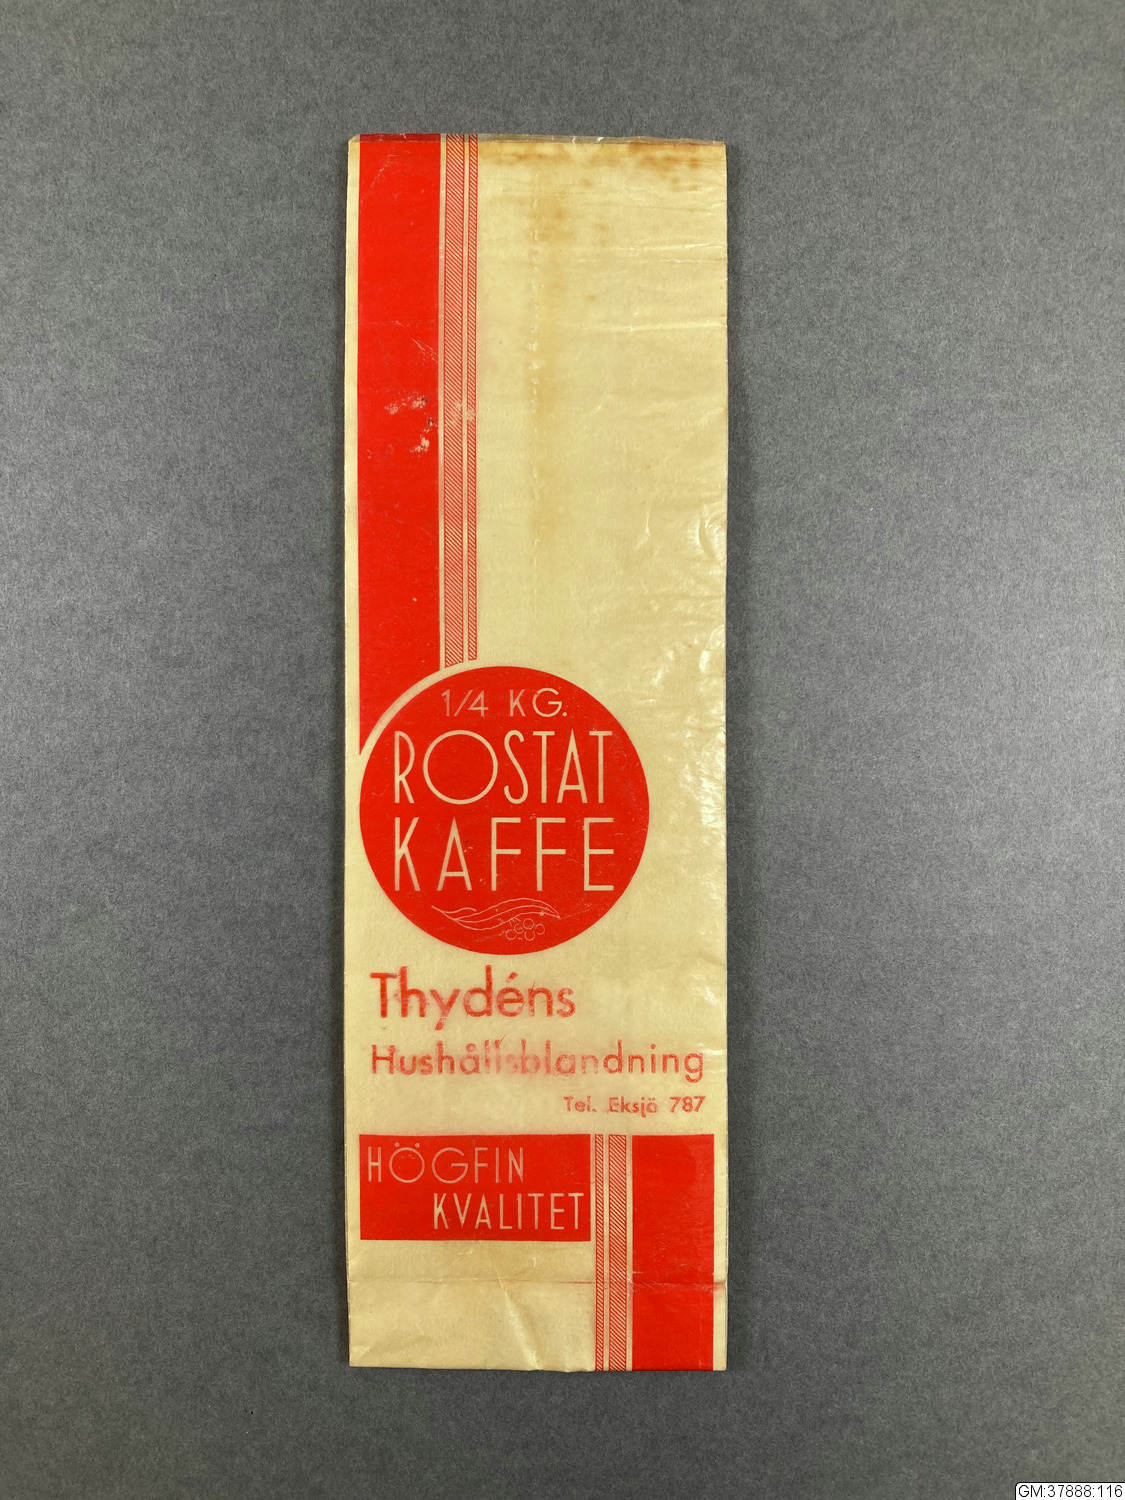 1/4 KG.
ROSTAT
KAFFE
Thydéns
Hushållsblandning
Tel. Eksjö 787
HÖGFIN
KVALITET
GM:37888:116